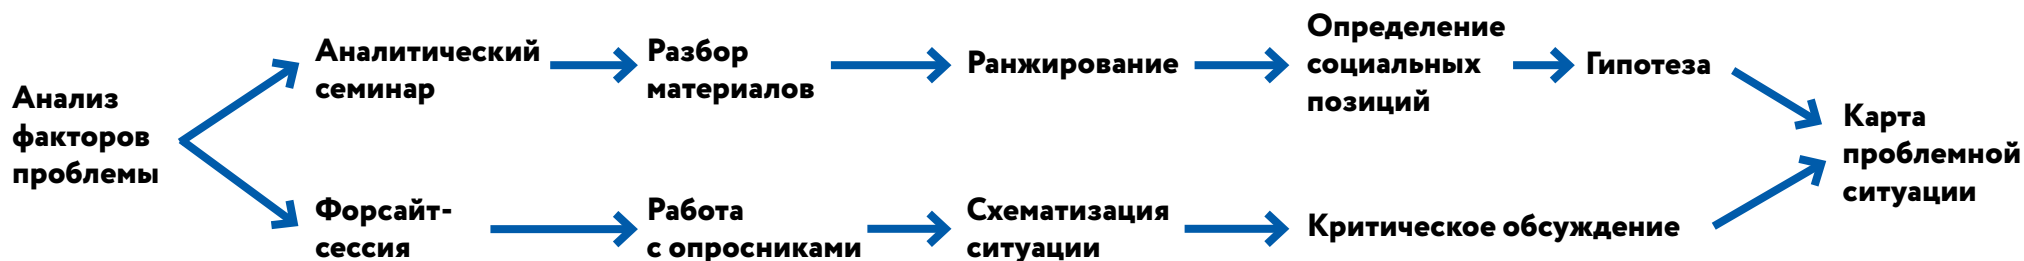 Анализ
факторов
проблемы
Аналитический
семинар
Разбор
материалов
Ранжирование
Определение
социальных
позиций
Гипотеза
Форсайт-
сессия
Работа
с опросниками
Схематизация
ситуации
Критическое обсуждение
Карта
проблемной
ситуации